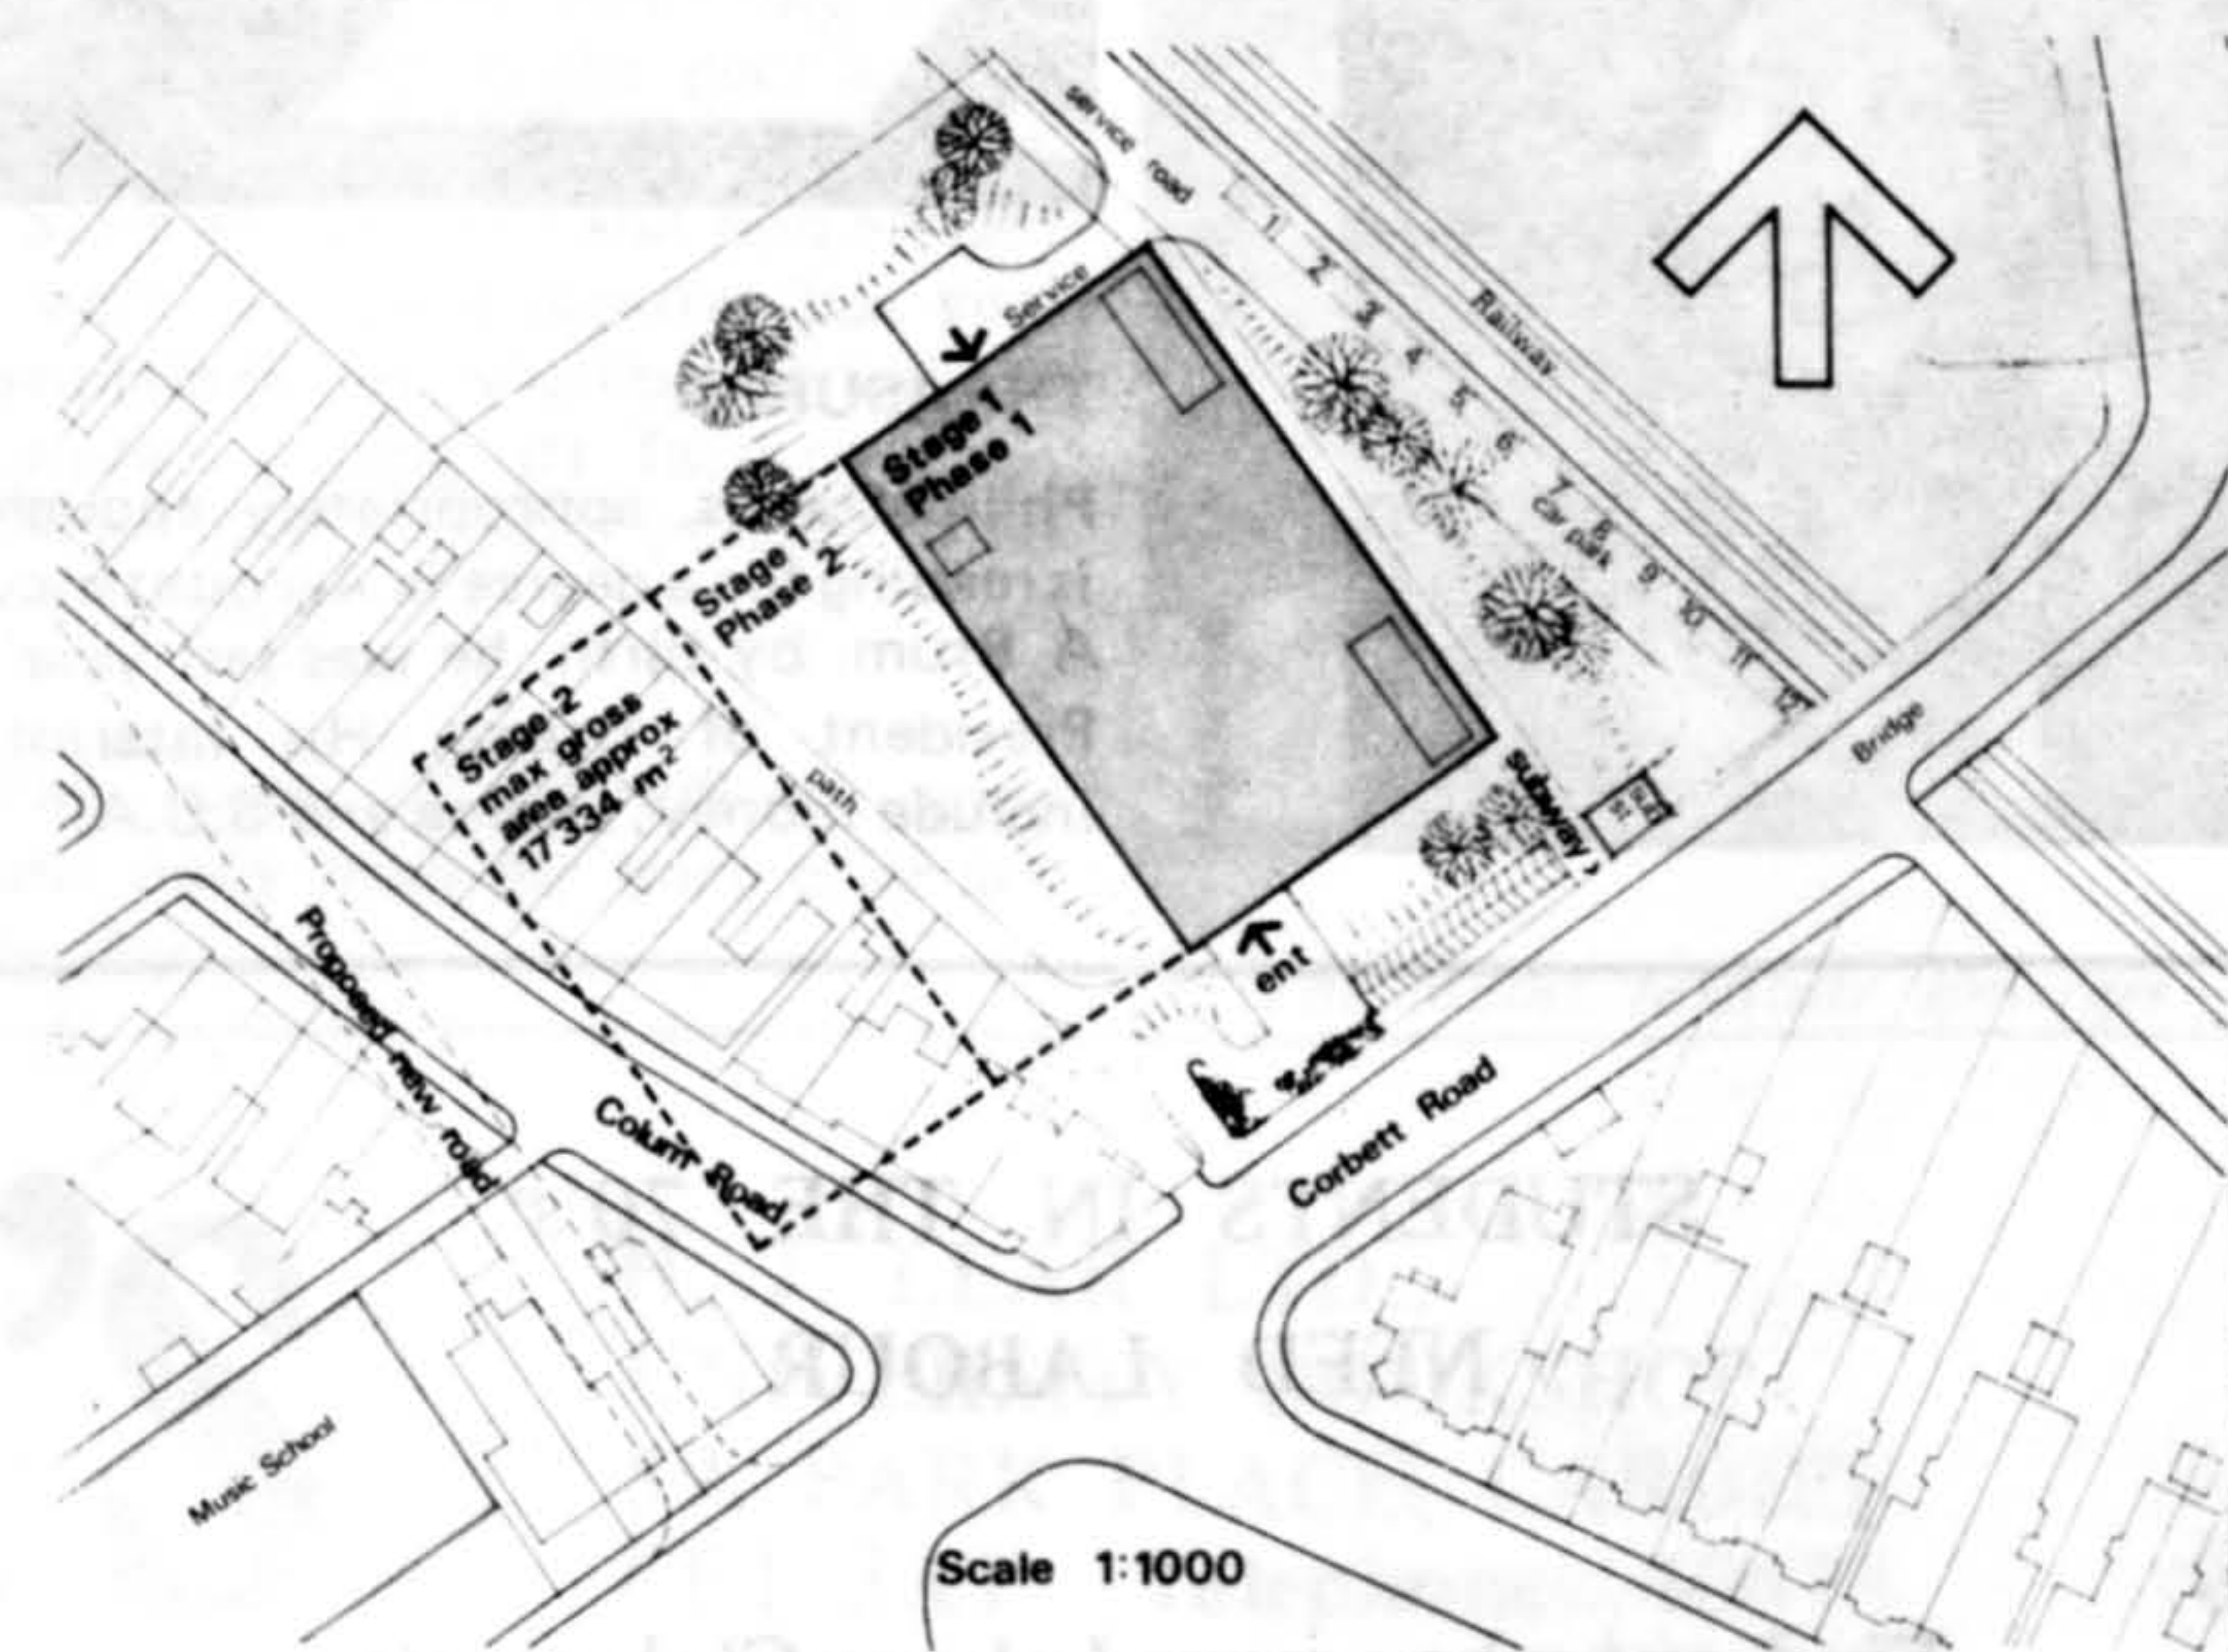 service road
1
2
3
4
5
6
7
8
9
10
11
12
Car park
Railway
Service
Stage 1
Phase 1
Stage 1
Phase 2
Stage 2
max gross
area approx
17 334 m²
path
subway
Bridge
ent
Proposed new road
Colum Road
Corbett Road
Music School
Scale 1:1000